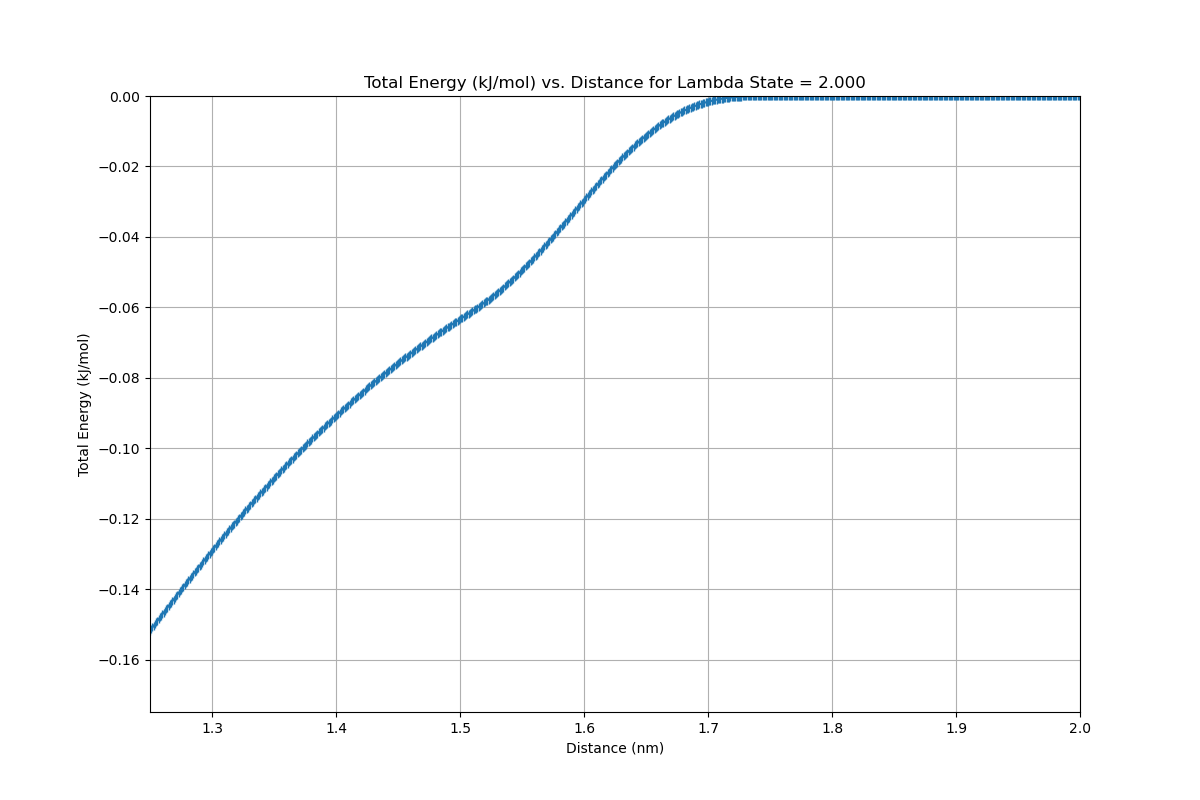 Total Energy (kJ/mol) vs. Distance for Lambda State = 2.000
0.00
−0.02
−0.04
−0.06
−0.08
−0.10
−0.12
−0.14
−0.16
Total Energy (kJ/mol)
1.3 1.4 1.5 1.6 1.7 1.8 1.9 2.0
Distance (nm)